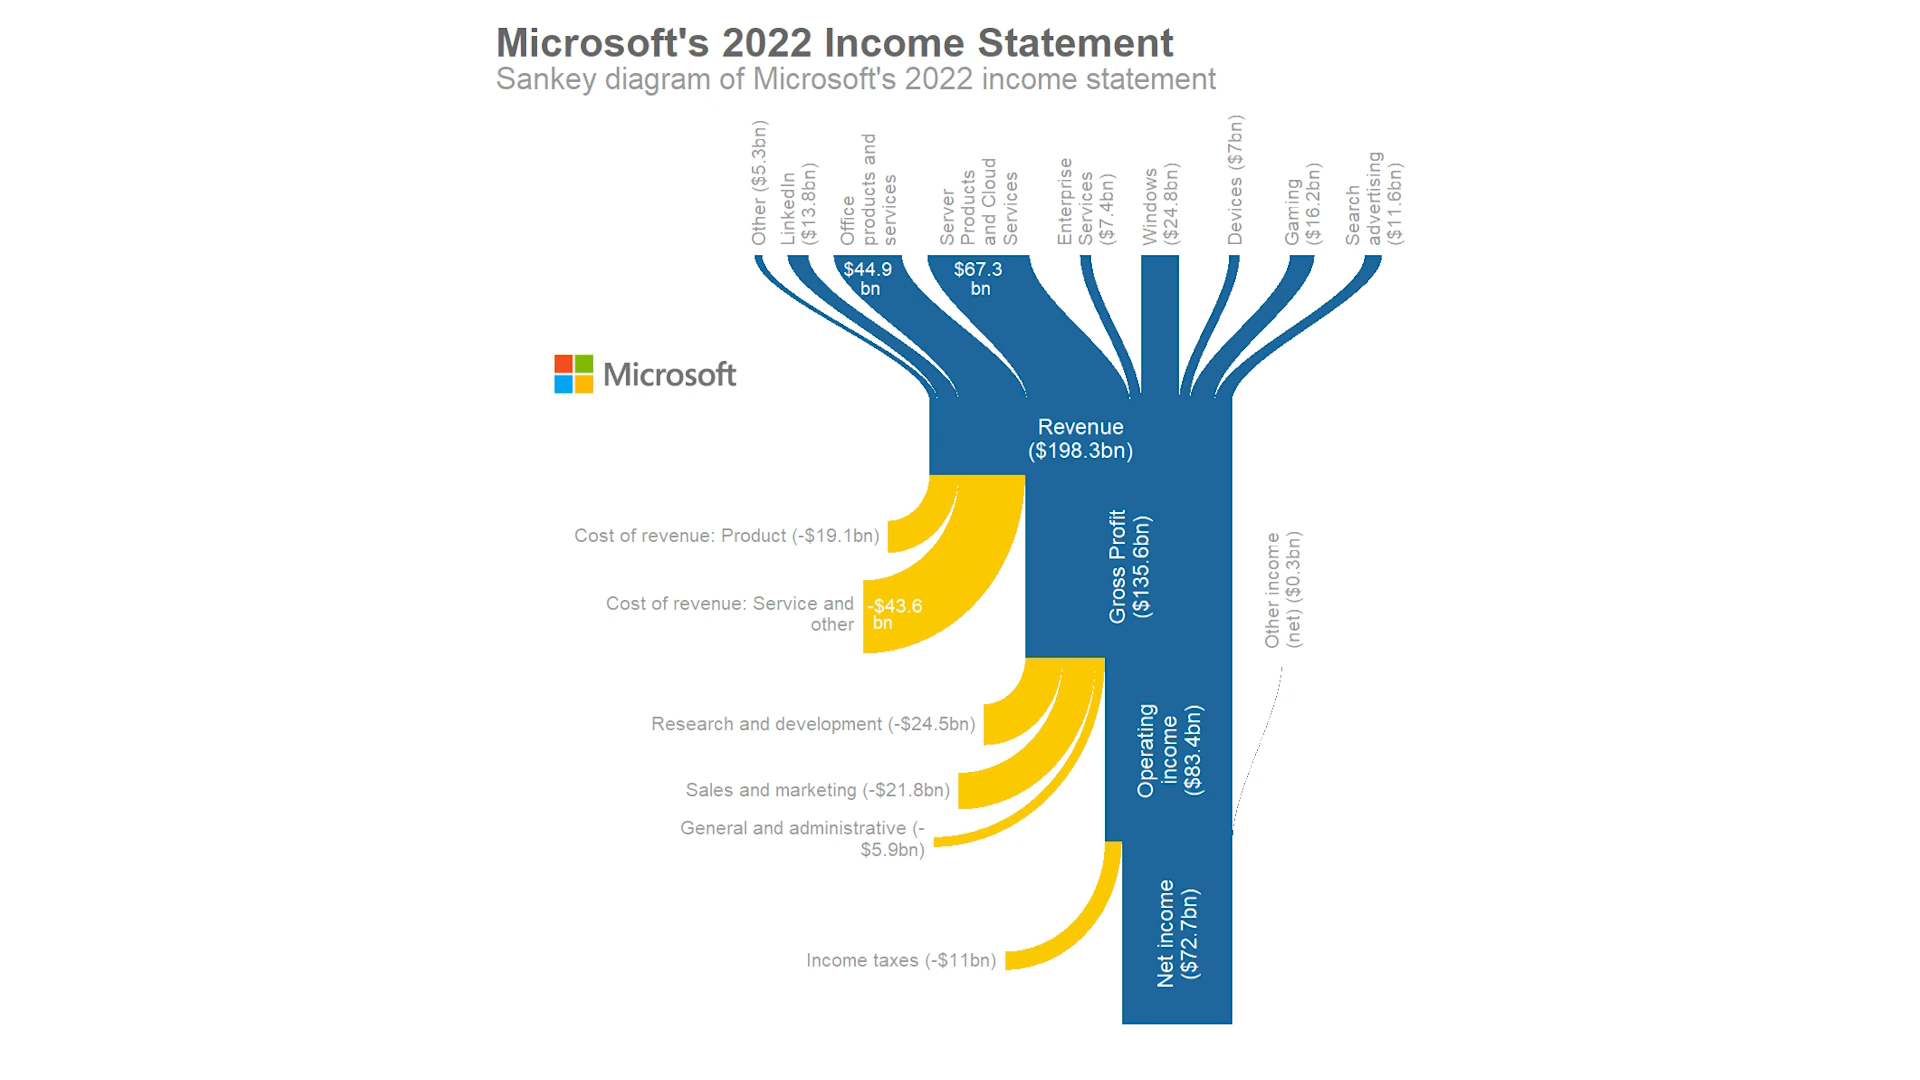 Microsoft's 2022 Income Statement
Sankey diagram of Microsoft's 2022 income statement
Other ($5.3bn)
LinkedIn
($13.8bn)
Office
products and
services
Server
Products
and Cloud
Services
Enterprise
Services
($7.4bn)
Windows
($24.8bn)
Devices ($7bn)
Gaming
($16.2bn)
Search
advertising
($11.6bn)
$44.9
bn
$67.3
bn
Microsoft
Revenue
($198.3bn)
Cost of revenue: Product (-$19.1bn)
Cost of revenue: Service and
other
-$43.6
bn
Gross Profit
($135.6bn)
Other income
(net) ($0.3bn)
Research and development (-$24.5bn)
Sales and marketing (-$21.8bn)
General and administrative (-
$5.9bn)
Operating
income
($83.4bn)
Income taxes (-$11bn)
Net income
($72.7bn)